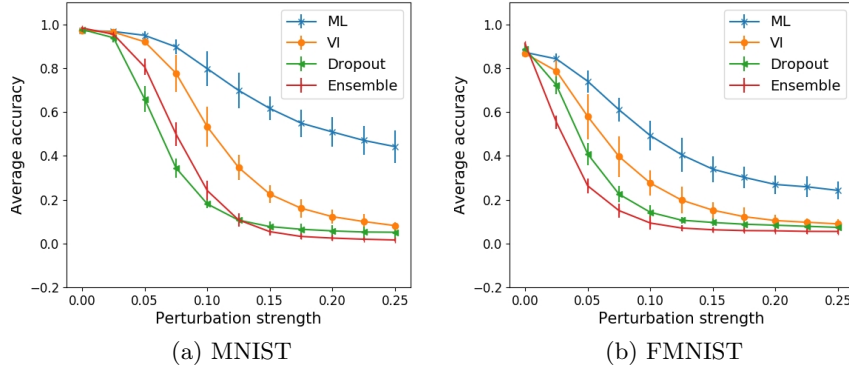 ML
VI
Dropout
Ensemble
Average accuracy
1.0
0.8
0.6
0.4
0.2
0.0
−0.2
0.00 0.05 0.10 0.15 0.20 0.25
Perturbation strength
(a) MNIST
ML
VI
Dropout
Ensemble
Average accuracy
1.0
0.8
0.6
0.4
0.2
0.0
−0.2
0.00 0.05 0.10 0.15 0.20 0.25
Perturbation strength
(b) FMNIST